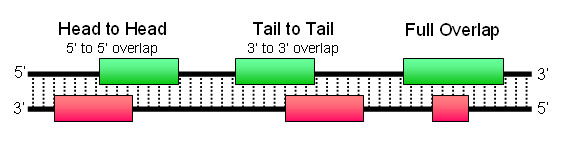 Head to Head Tail to Tail Full Overlap
5' to 5' overlap 3' to 3' overlap
5' 3'
3' 5'